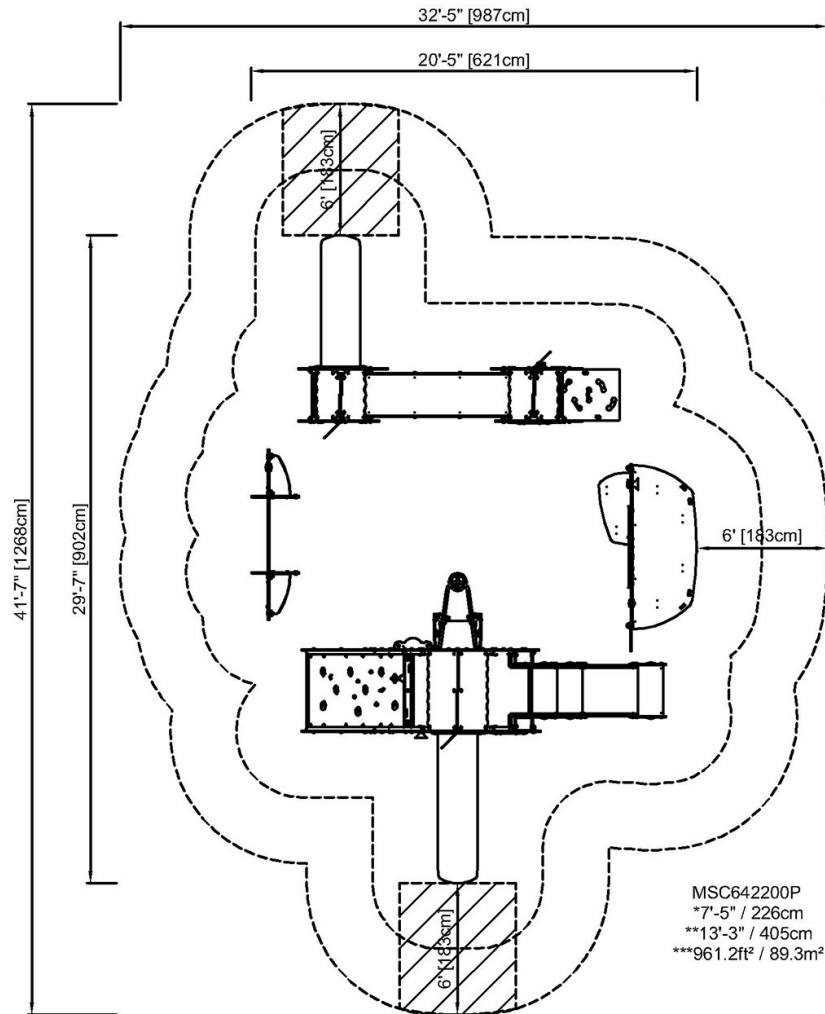 32'-5" [987cm]
20'-5" [621cm]
6' [183cm]
41'-7" [1268cm]
29'-7" [902cm]
6' [183cm]
6' [183cm]
MSC642200P
*7'-5" / 226cm
**13'-3" / 405cm
***961.2ft² / 89.3m²